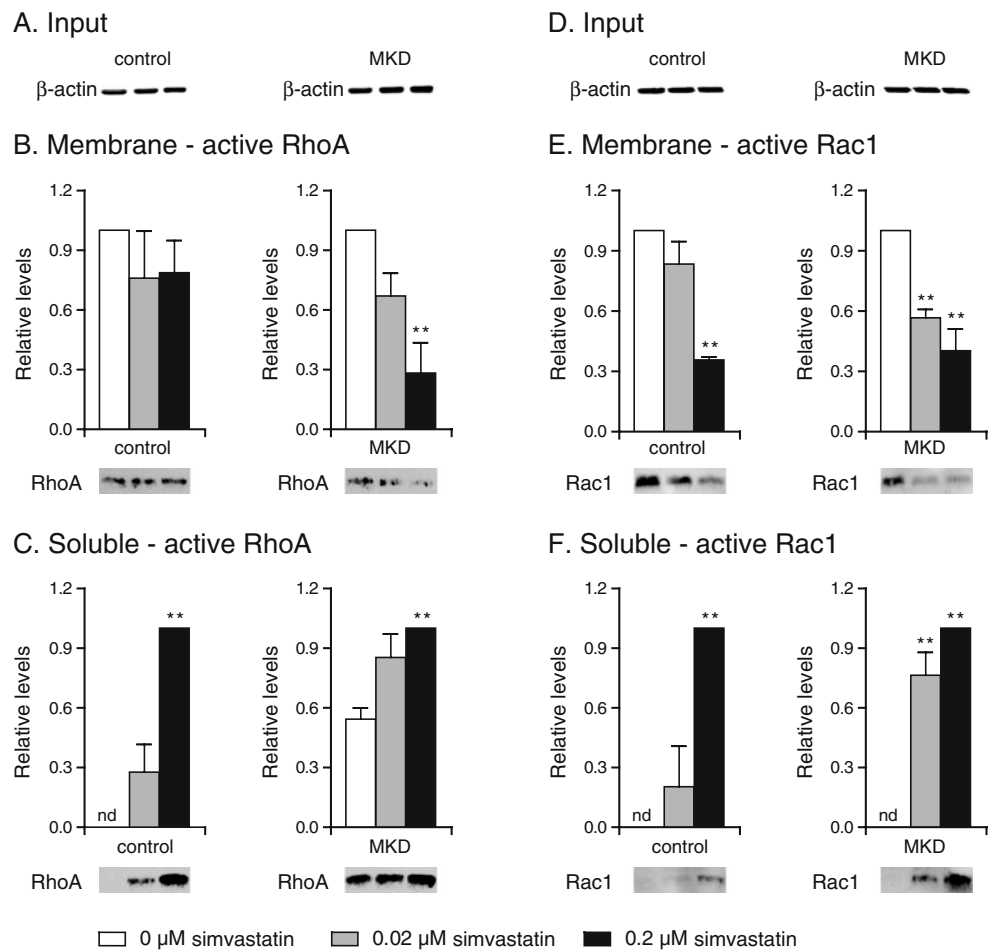 A. Input
control
MKD
β-actin
β-actin
B. Membrane - active RhoA
Relative levels
1.2
0.9
0.6
0.3
0.0
control
RhoA
Relative levels
1.2
0.9
0.6
0.3
0.0
**
MKD
RhoA
C. Soluble - active RhoA
Relative levels
1.2
0.9
0.6
0.3
0.0
nd
**
control
RhoA
Relative levels
1.2
0.9
0.6
0.3
0.0
**
MKD
RhoA
D. Input
control
MKD
β-actin
β-actin
E. Membrane - active Rac1
Relative levels
1.2
0.9
0.6
0.3
0.0
**
control
Rac1
Relative levels
1.2
0.9
0.6
0.3
0.0
**
**
MKD
Rac1
F. Soluble - active Rac1
Relative levels
1.2
0.9
0.6
0.3
0.0
nd
**
control
Rac1
Relative levels
1.2
0.9
0.6
0.3
0.0
nd
**
**
MKD
Rac1
0 µM simvastatin
0.02 µM simvastatin
0.2 µM simvastatin